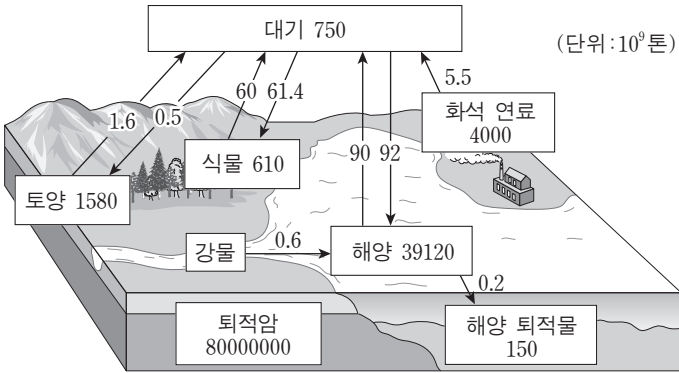 대기 750
(단위:10⁹톤)
5.5
60 61.4
화석 연료
4000
1.6
0.5
식물 610
90 92
토양 1580
강물
0.6
해양 39120
0.2
퇴적암
80000000
해양 퇴적물
150